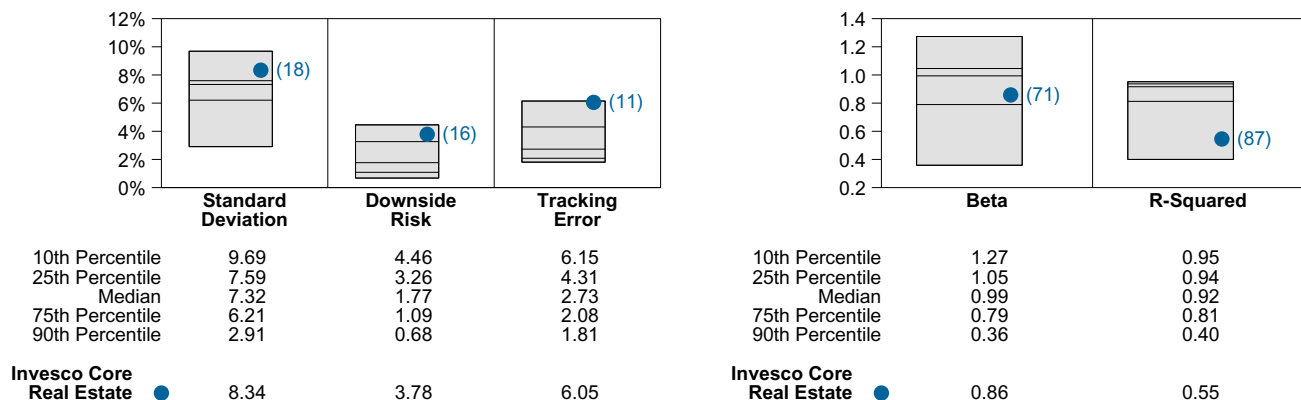 12%
10%
8%
6%
4%
2%
0%
(18)
(16)
(11)
Standard Deviation
Downside Risk
Tracking Error
10th Percentile 9.69 4.46 6.15
25th Percentile 7.59 3.26 4.31
Median 7.32 1.77 2.73
75th Percentile 6.21 1.09 2.08
90th Percentile 2.91 0.68 1.81
Invesco Core
Real Estate 8.34 3.78 6.05
1.4
1.2
1.0
0.8
0.6
0.4
0.2
(71)
(87)
Beta
R-Squared
10th Percentile 1.27 0.95
25th Percentile 1.05 0.94
Median 0.99 0.92
75th Percentile 0.79 0.81
90th Percentile 0.36 0.40
Invesco Core
Real Estate 0.86 0.55